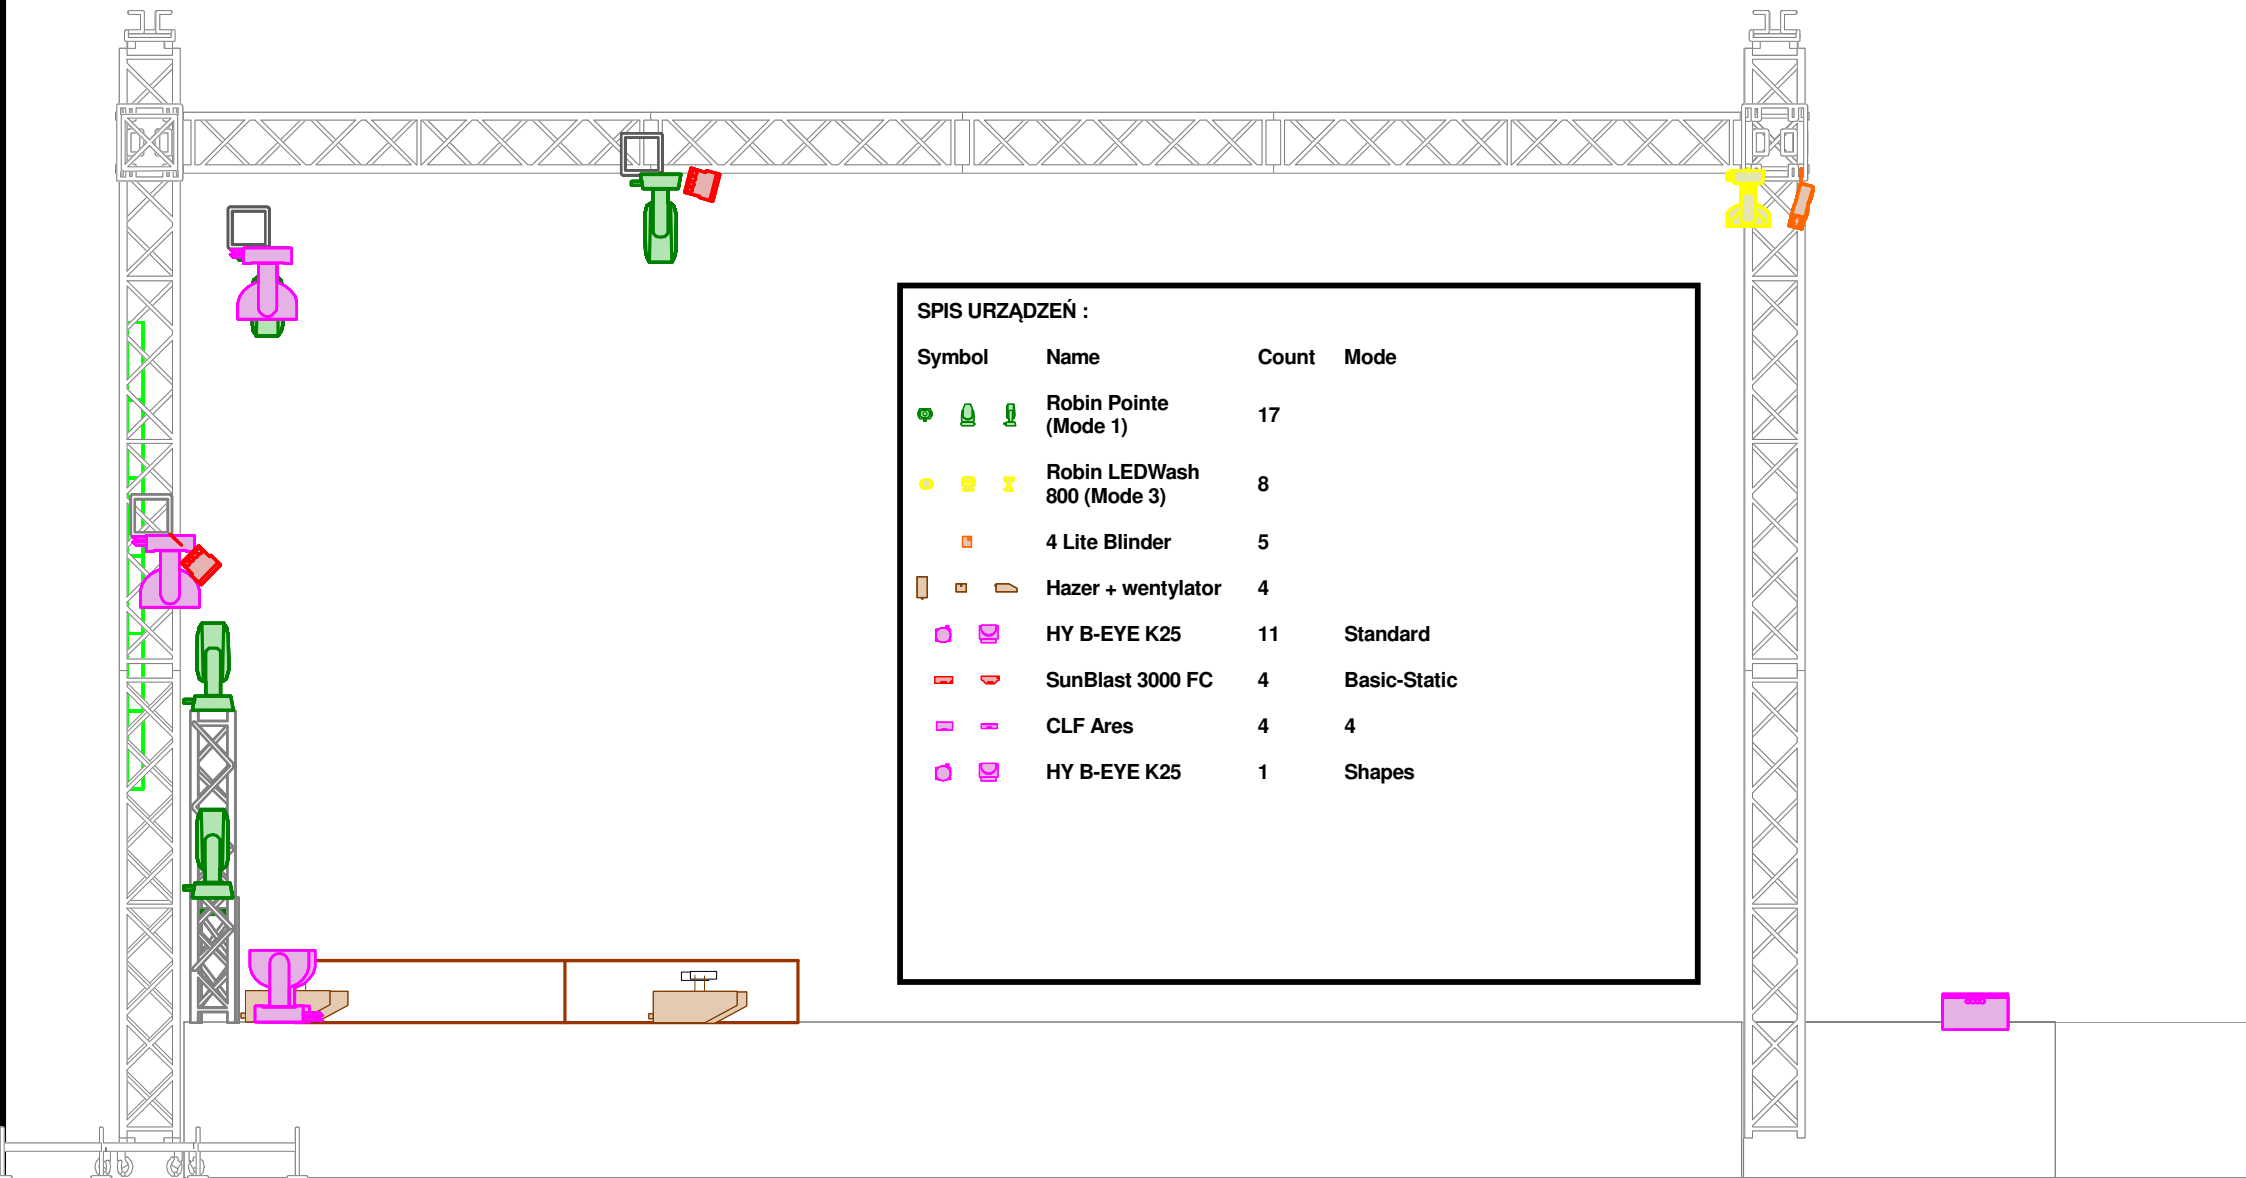 SPIS URZĄDZEŃ :
Symbol Name Count Mode
Robin Pointe
(Mode 1) 17
Robin LEDWash
800 (Mode 3) 8
4 Lite Blinder 5
Hazer + wentylator 4
HY B-EYE K25 11 Standard
SunBlast 3000 FC 4 Basic-Static
CLF Ares 4 4
HY B-EYE K25 1 Shapes